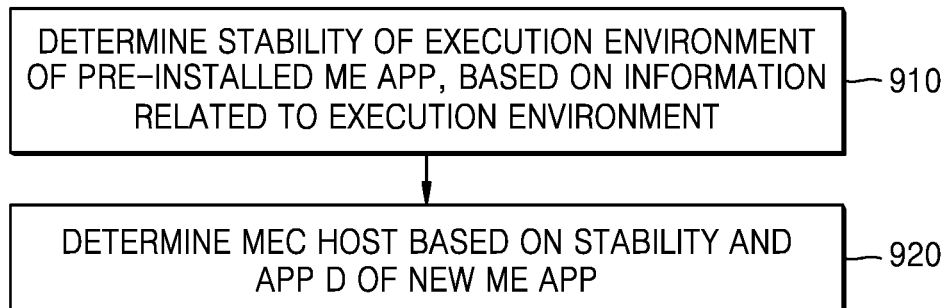 DETERMINE STABILITY OF EXECUTION ENVIRONMENT
OF PRE-INSTALLED ME APP, BASED ON INFORMATION
RELATED TO EXECUTION ENVIRONMENT
910
DETERMINE MEC HOST BASED ON STABILITY AND
APP D OF NEW ME APP
920